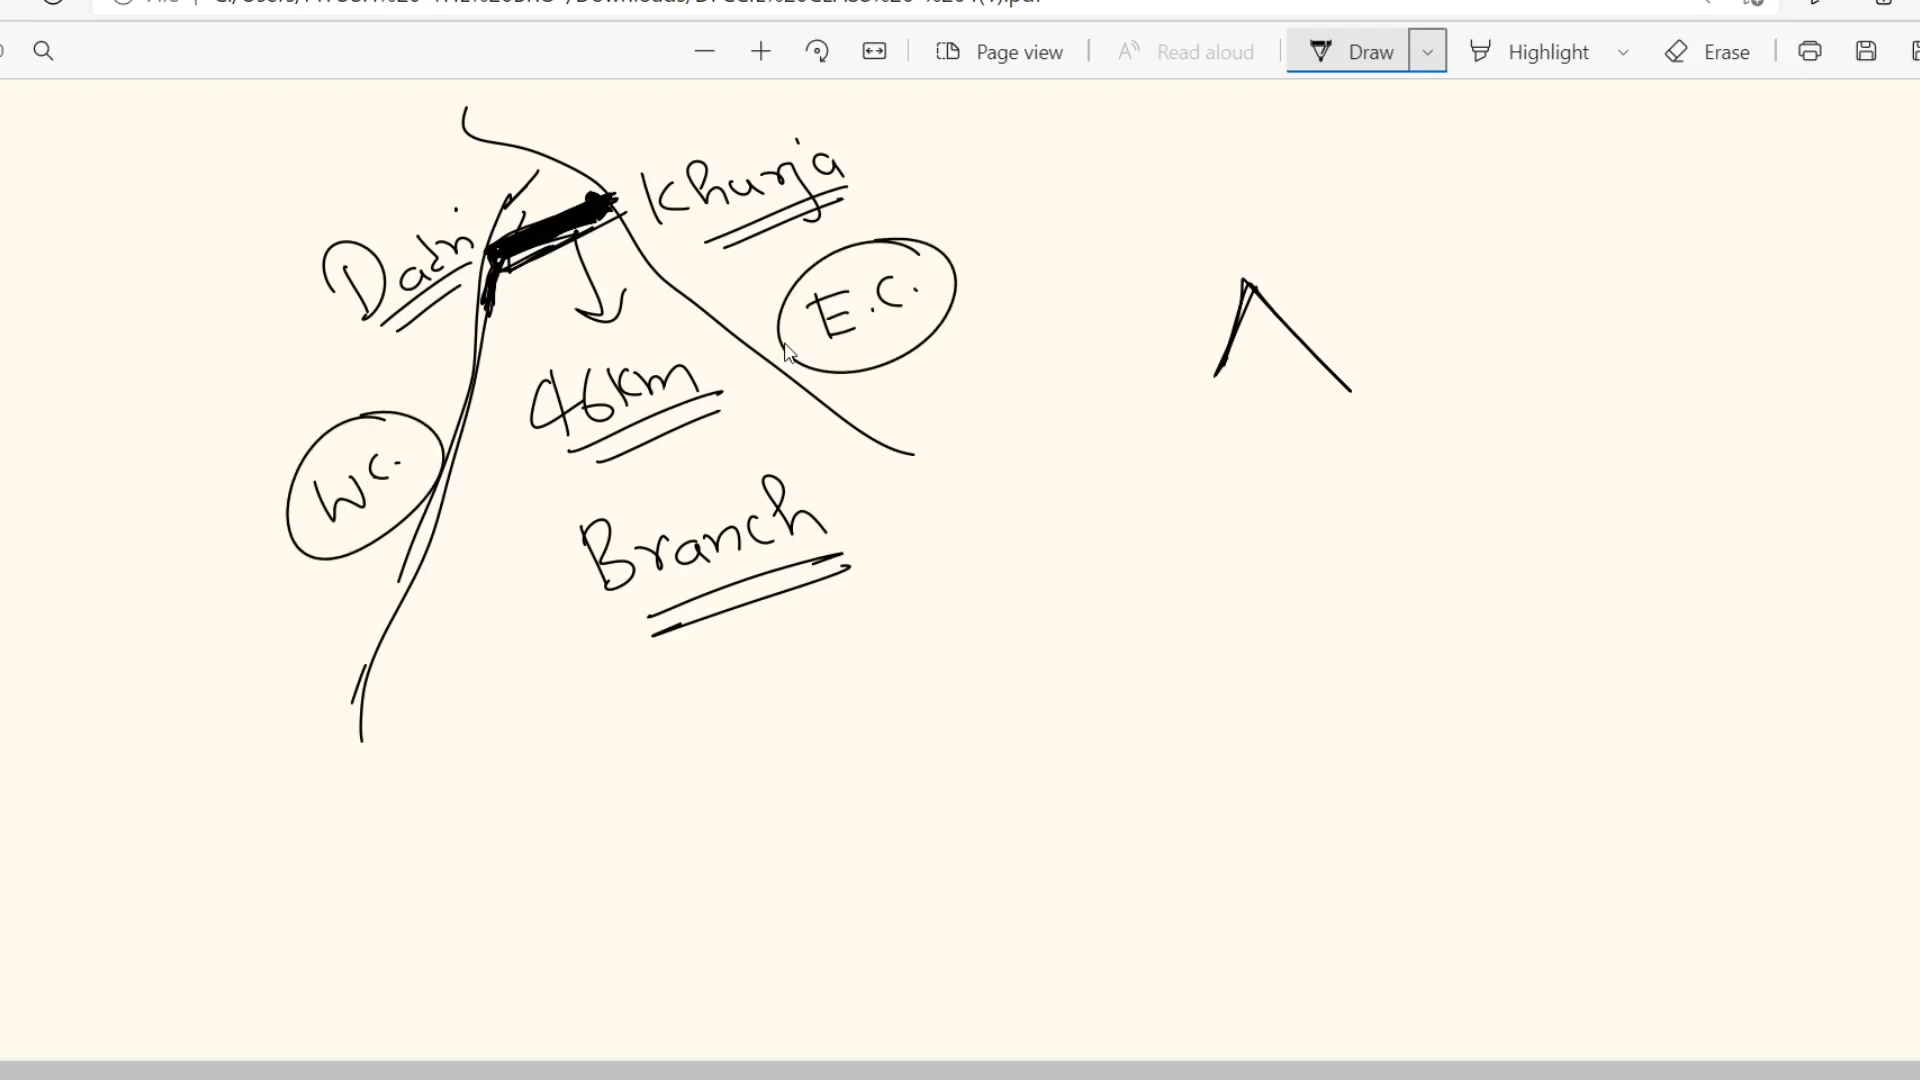 Page view
Read aloud
Draw
Highlight
Erase
Khurja
Dadri
E.C.
46km
W C.
Branch